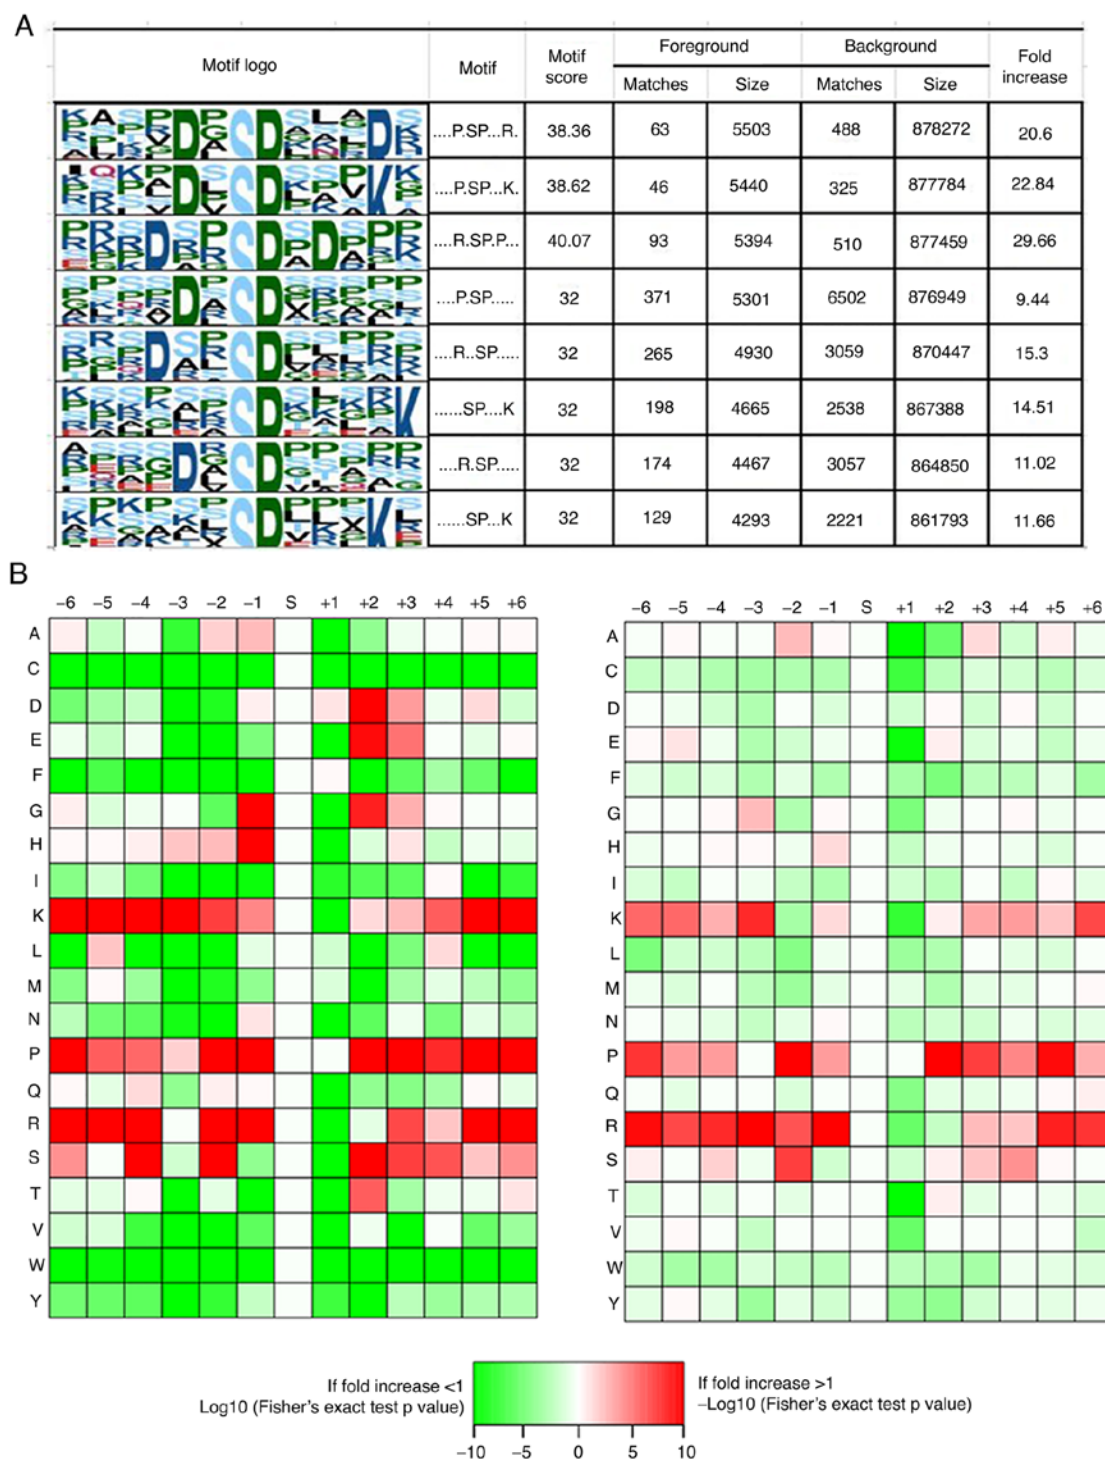 A
Motif logo Motif Motif score Foreground Background Fold increase
Matches Size Matches Size
....P.SP...R. 38.36 63 5503 488 878272 20.6
....P.SP...K. 38.62 46 5440 325 877784 22.84
....R.SP.P... 40.07 93 5394 510 877459 29.66
....P.SP..... 32 371 5301 6502 876949 9.44
....R..SP..... 32 265 4930 3059 870447 15.3
......SP....K 32 198 4665 2538 867388 14.51
....R.SP..... 32 174 4467 3057 864850 11.02
......SP...K 32 129 4293 2221 861793 11.66
B
−6 −5 −4 −3 −2 −1 S +1 +2 +3 +4 +5 +6
A
C
D
E
F
G
H
I
K
L
M
N
P
Q
R
S
T
V
W
Y
−6 −5 −4 −3 −2 −1 S +1 +2 +3 +4 +5 +6
A
C
D
E
F
G
H
I
K
L
M
N
P
Q
R
S
T
V
W
Y
If fold increase <1
Log10 (Fisher's exact test p value)
If fold increase >1
−Log10 (Fisher's exact test p value)
−10 −5 0 5 10